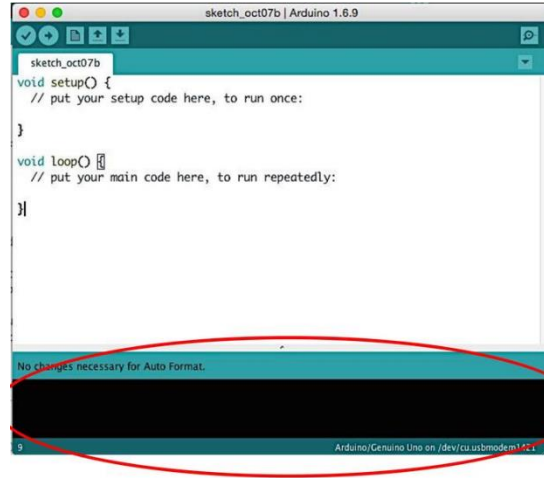 sketch_oct07b | Arduino 1.6.9
sketch_oct07b
void setup() {
  // put your setup code here, to run once:
}
void loop() {
  // put your main code here, to run repeatedly:
}
No changes necessary for Auto Format.
9 Arduino/Genuino Uno on /dev/cu.usbmodem1421